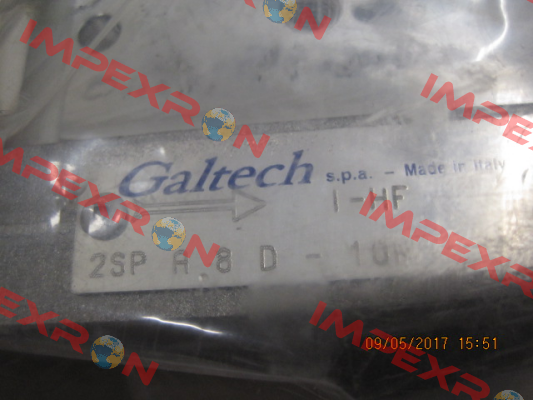 IMPEXRON
Galtech s.p.a. - Made in Italy
I-HF
2SP A 8 D - 10
09/05/2017 15:51